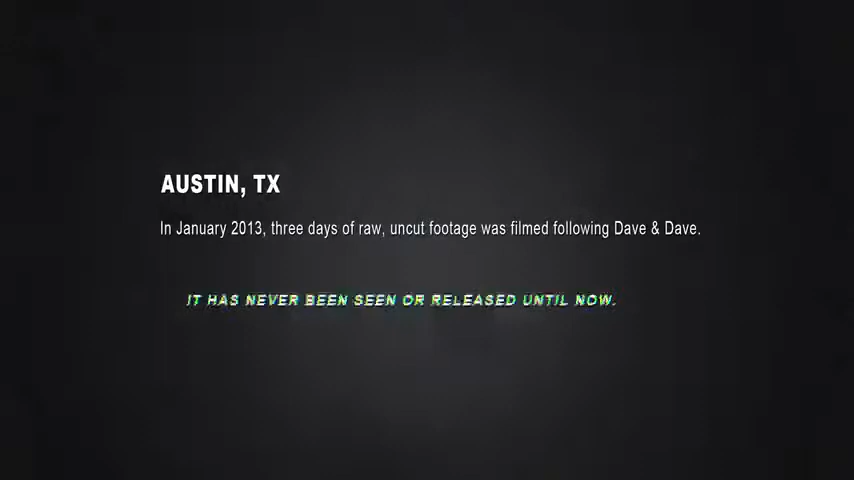 AUSTIN, TX
In January 2013, three days of raw, uncut footage was filmed following Dave & Dave.
IT HAS NEVER BEEN SEEN OR RELEASED UNTIL NOW.